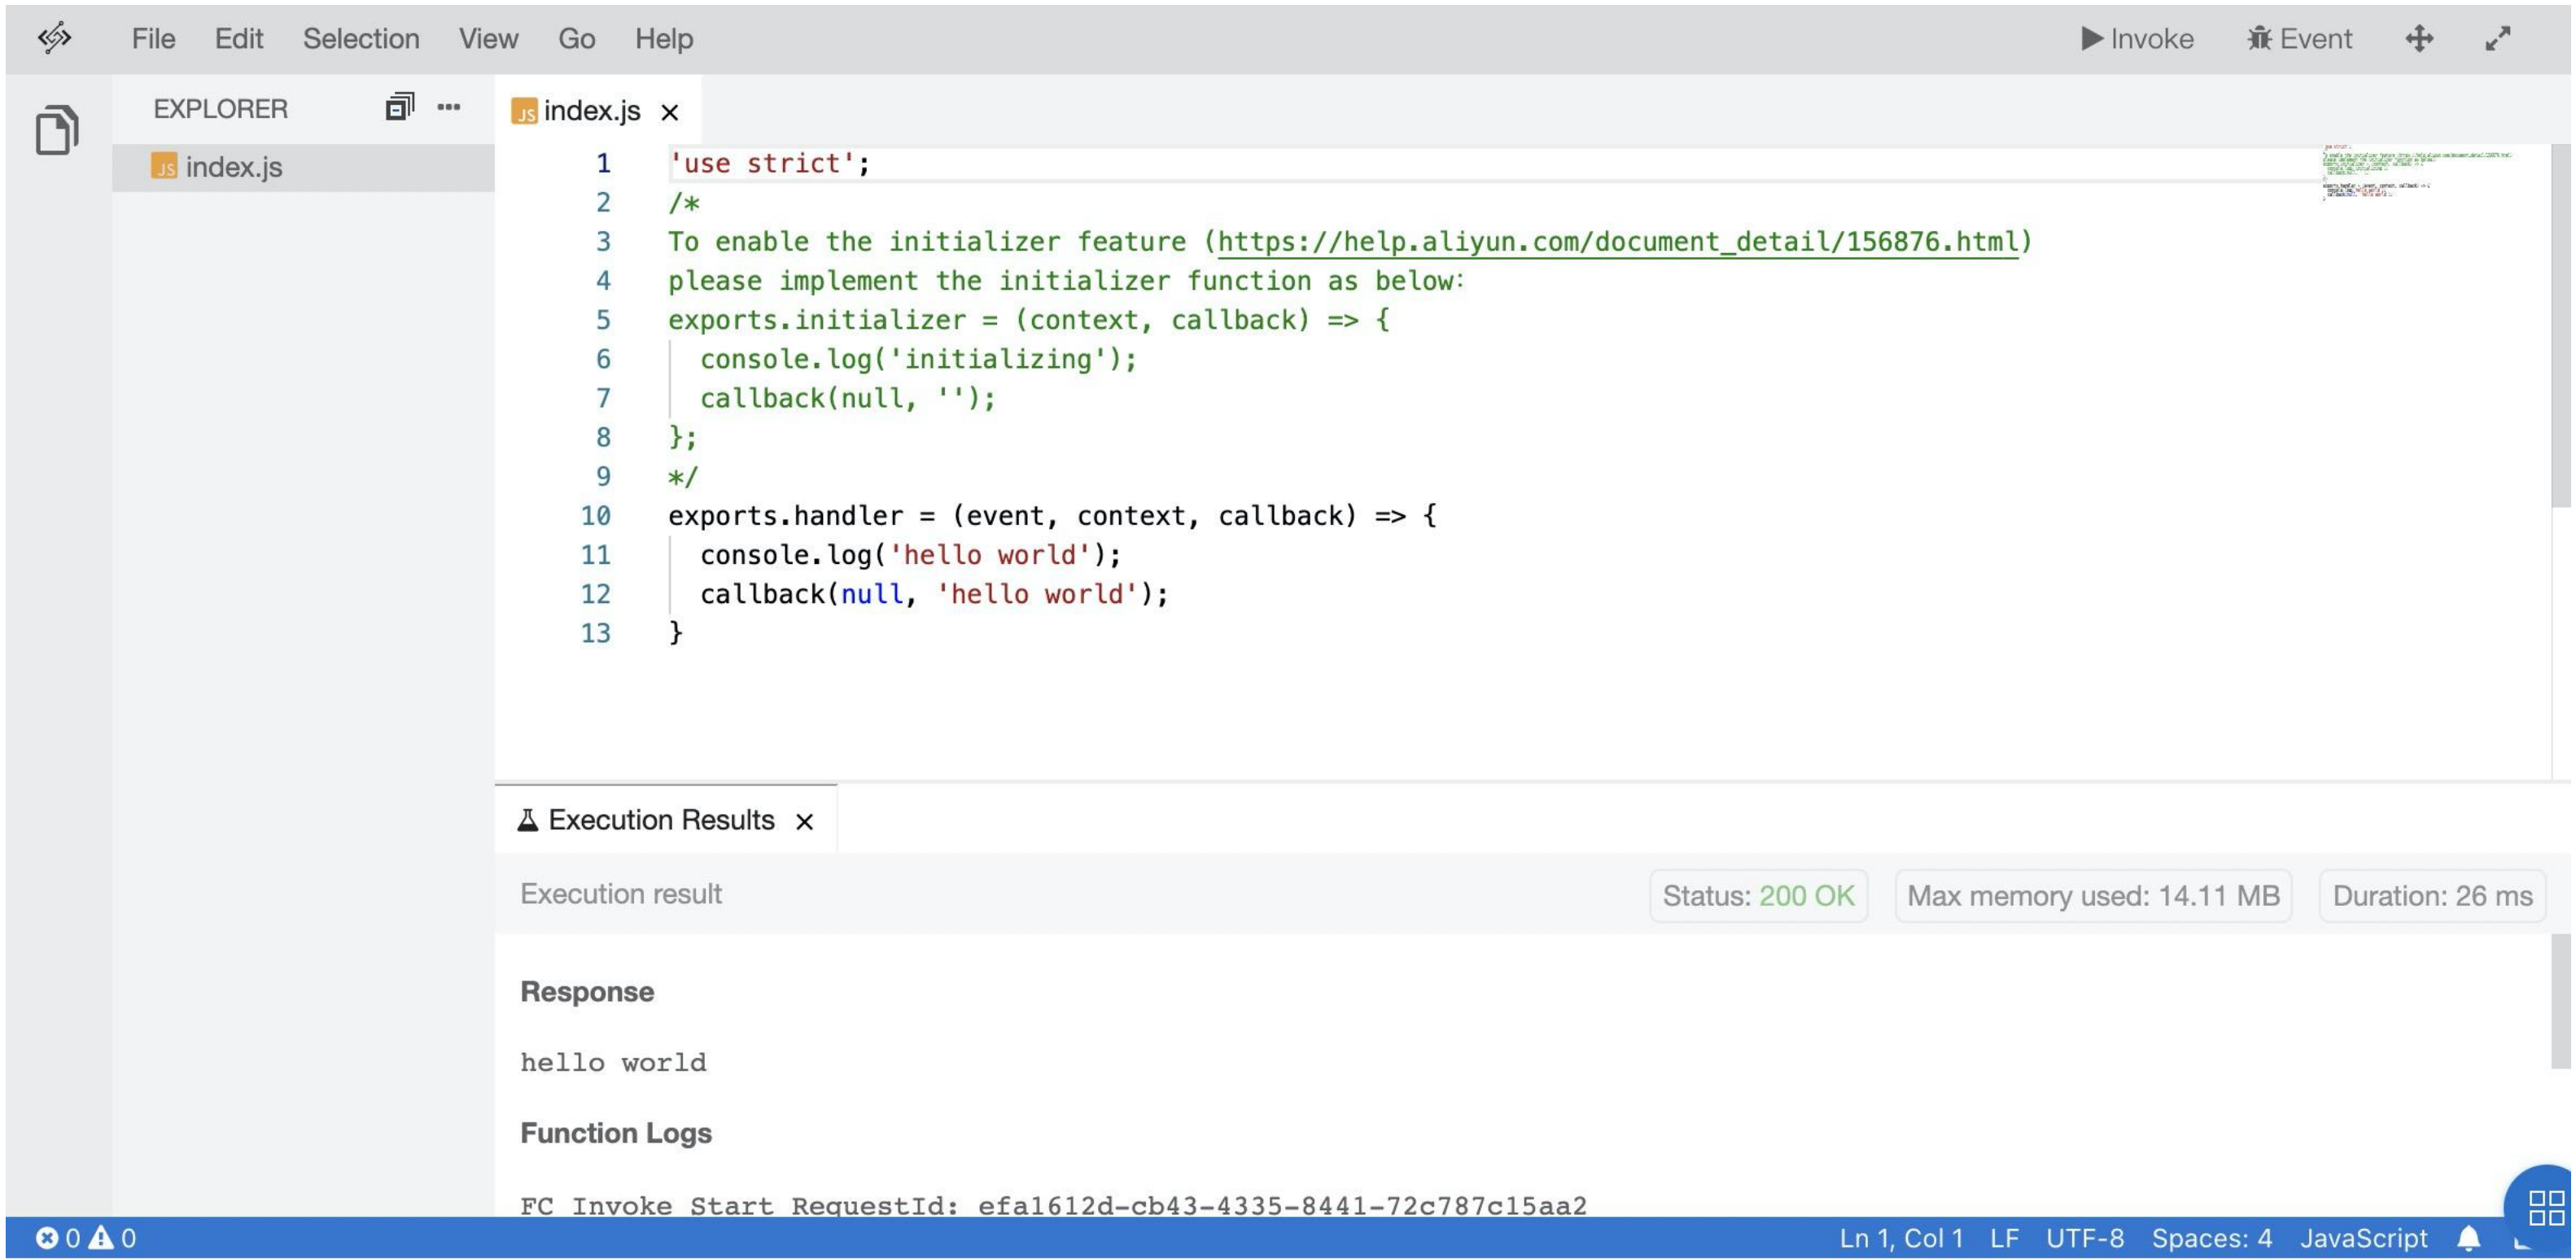 File Edit Selection View Go Help Invoke Event
EXPLORER
JS index.js
JS index.js
1 'use strict';
2 /*
3 To enable the initializer feature (https://help.aliyun.com/document_detail/156876.html)
4 please implement the initializer function as below:
5 exports.initializer = (context, callback) => {
6 console.log('initializing');
7 callback(null, '');
8 };
9 */
10 exports.handler = (event, context, callback) => {
11 console.log('hello world');
12 callback(null, 'hello world');
13 }
Execution Results
Execution result Status: 200 OK Max memory used: 14.11 MB Duration: 26 ms
Response
hello world
Function Logs
FC Invoke Start RequestId: efa1612d-cb43-4335-8441-72c787c15aa2
0 0 Ln 1, Col 1 LF UTF-8 Spaces: 4 JavaScript